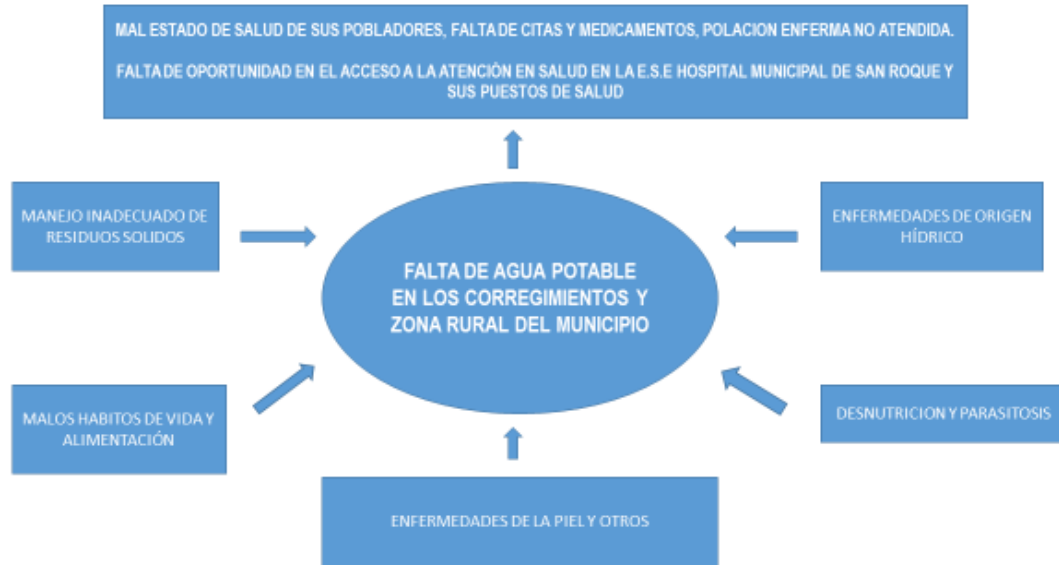 MAL ESTADO DE SALUD DE SUS POBLADORES, FALTA DE CITAS Y MEDICAMENTOS, POLACION ENFERMA NO ATENDIDA.
FALTA DE OPORTUNIDAD EN EL ACCESO A LA ATENCIÓN EN SALUD EN LA E.S.E HOSPITAL MUNICIPAL DE SAN ROQUE Y
SUS PUESTOS DE SALUD
MANEJO INADECUADO DE
RESIDUOS SOLIDOS
ENFERMEDADES DE ORIGEN
HÍDRICO
FALTA DE AGUA POTABLE
EN LOS CORREGIMIENTOS Y
ZONA RURAL DEL MUNICIPIO
MALOS HABITOS DE VIDA Y
ALIMENTACIÓN
DESNUTRICION Y PARASITOSIS
ENFERMEDADES DE LA PIEL Y OTROS